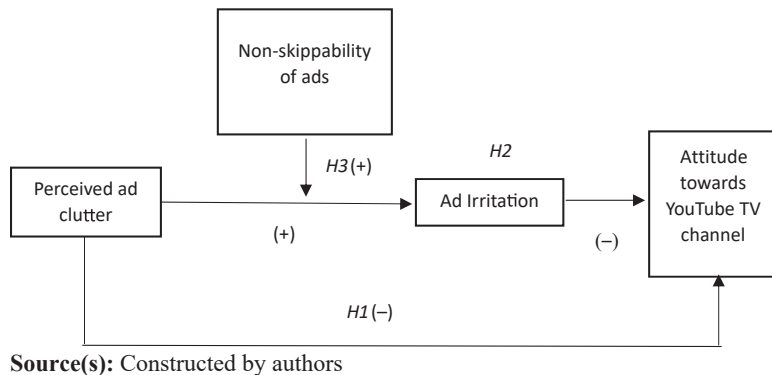 Non-skippability
of ads
H3 (+)
H2
Perceived ad
clutter
(+)
Ad Irritation
(–)
Attitude
towards
YouTube TV
channel
H1 (–)
Source(s): Constructed by authors